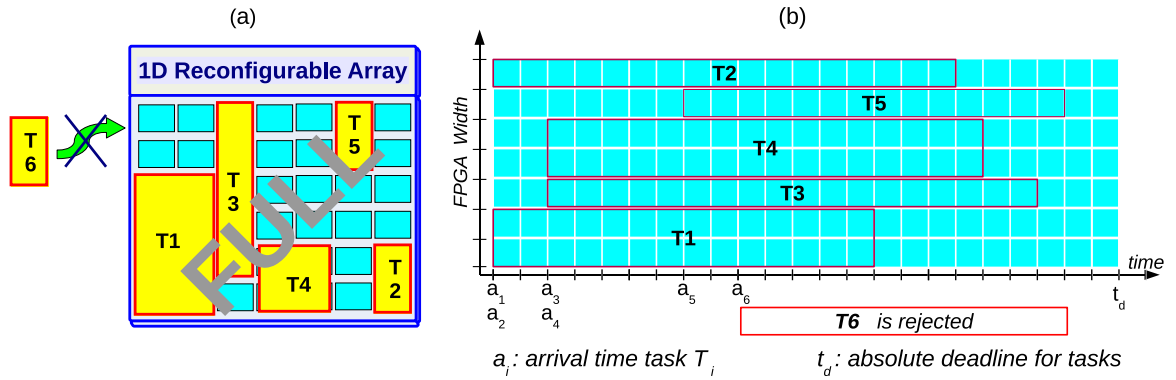 (a)
1D Reconfigurable Array
T
6
T1
T
3
T
5
T4
T
2
FULL
(b)
FPGA Width
T2
T5
T4
T3
T1
time
a1 a3 a5 a6 td
a2 a4
T6 is rejected
ai : arrival time task Ti td : absolute deadline for tasks